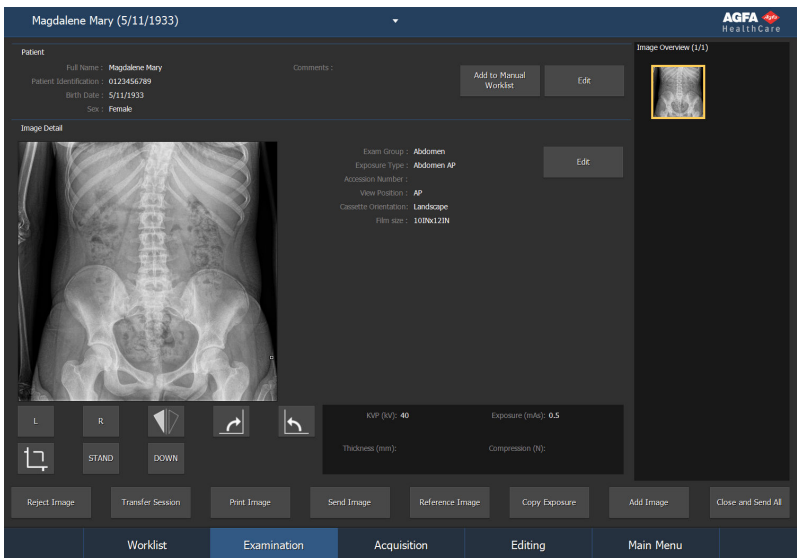 Magdalene Mary (5/11/1933)
AGFA
HealthCare
Patient
Full Name : Magdalene Mary
Patient Identification : 0123456789
Birth Date : 5/11/1933
Sex : Female
Comments :
Add to Manual
Worklist
Edit
Image Overview (1/1)
Image Detail
Exam Group : Abdomen
Exposure Type : Abdomen AP
Accession Number :
View Position : AP
Cassette Orientation: Landscape
Film size : 10INx12IN
Edit
L
R
STAND
DOWN
KVP (kV): 40
Exposure (mAs): 0.5
Thickness (mm):
Compression (N):
Reject Image
Transfer Session
Print Image
Send Image
Reference Image
Copy Exposure
Add Image
Close and Send All
Worklist
Examination
Acquisition
Editing
Main Menu